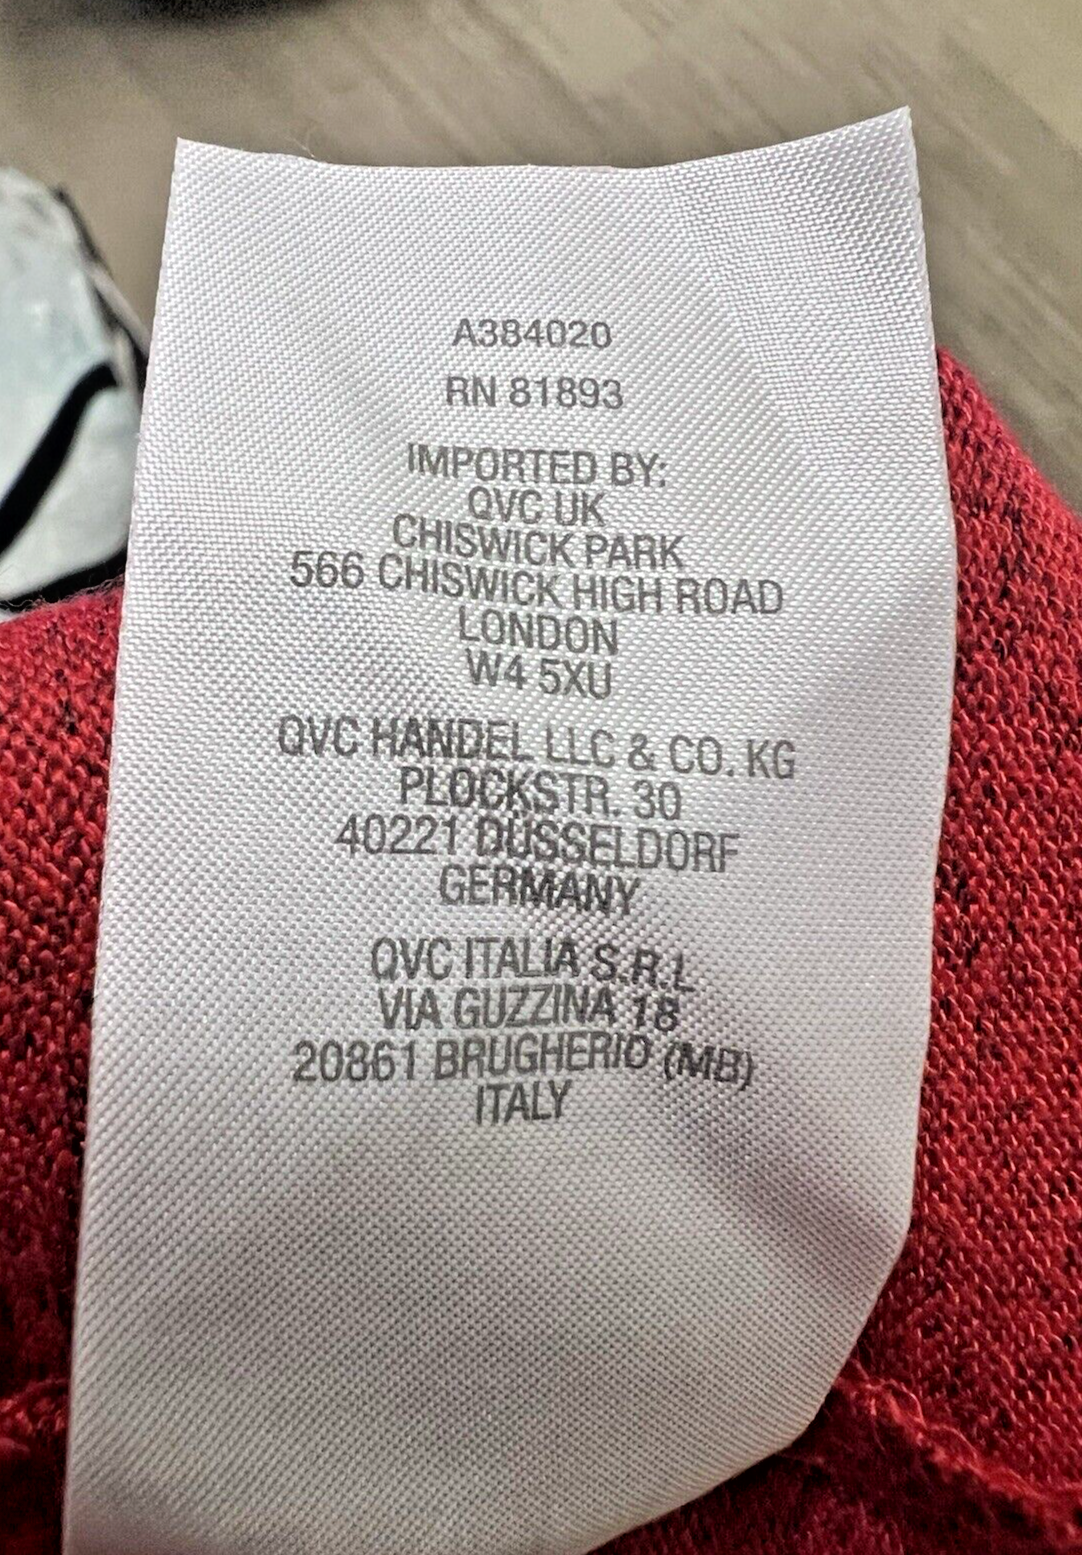 A384020
RN 81893
IMPORTED BY:
QVC UK
CHISWICK PARK
566 CHISWICK HIGH ROAD
LONDON
W4 5XU
QVC HANDEL LLC & CO. KG
PLOCKSTR. 30
40221 DÜSSELDORF
GERMANY
QVC ITALIA S.R.L
VIA GUZZINA 18
20861 BRUGHERIO (MB)
ITALY